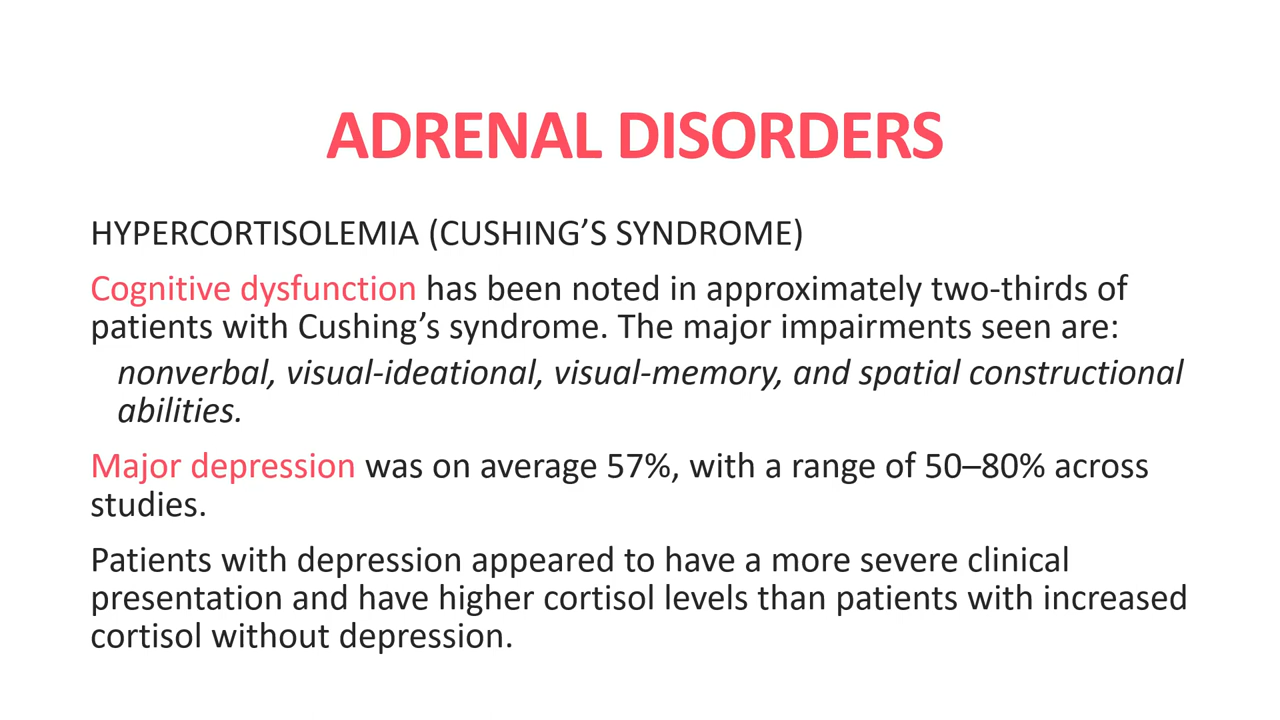 ADRENAL DISORDERS
HYPERCORTISOLEMIA (CUSHING’S SYNDROME)
Cognitive dysfunction has been noted in approximately two-thirds of
patients with Cushing’s syndrome. The major impairments seen are:
nonverbal, visual-ideational, visual-memory, and spatial constructional
abilities.
Major depression was on average 57%, with a range of 50–80% across
studies.
Patients with depression appeared to have a more severe clinical
presentation and have higher cortisol levels than patients with increased
cortisol without depression.